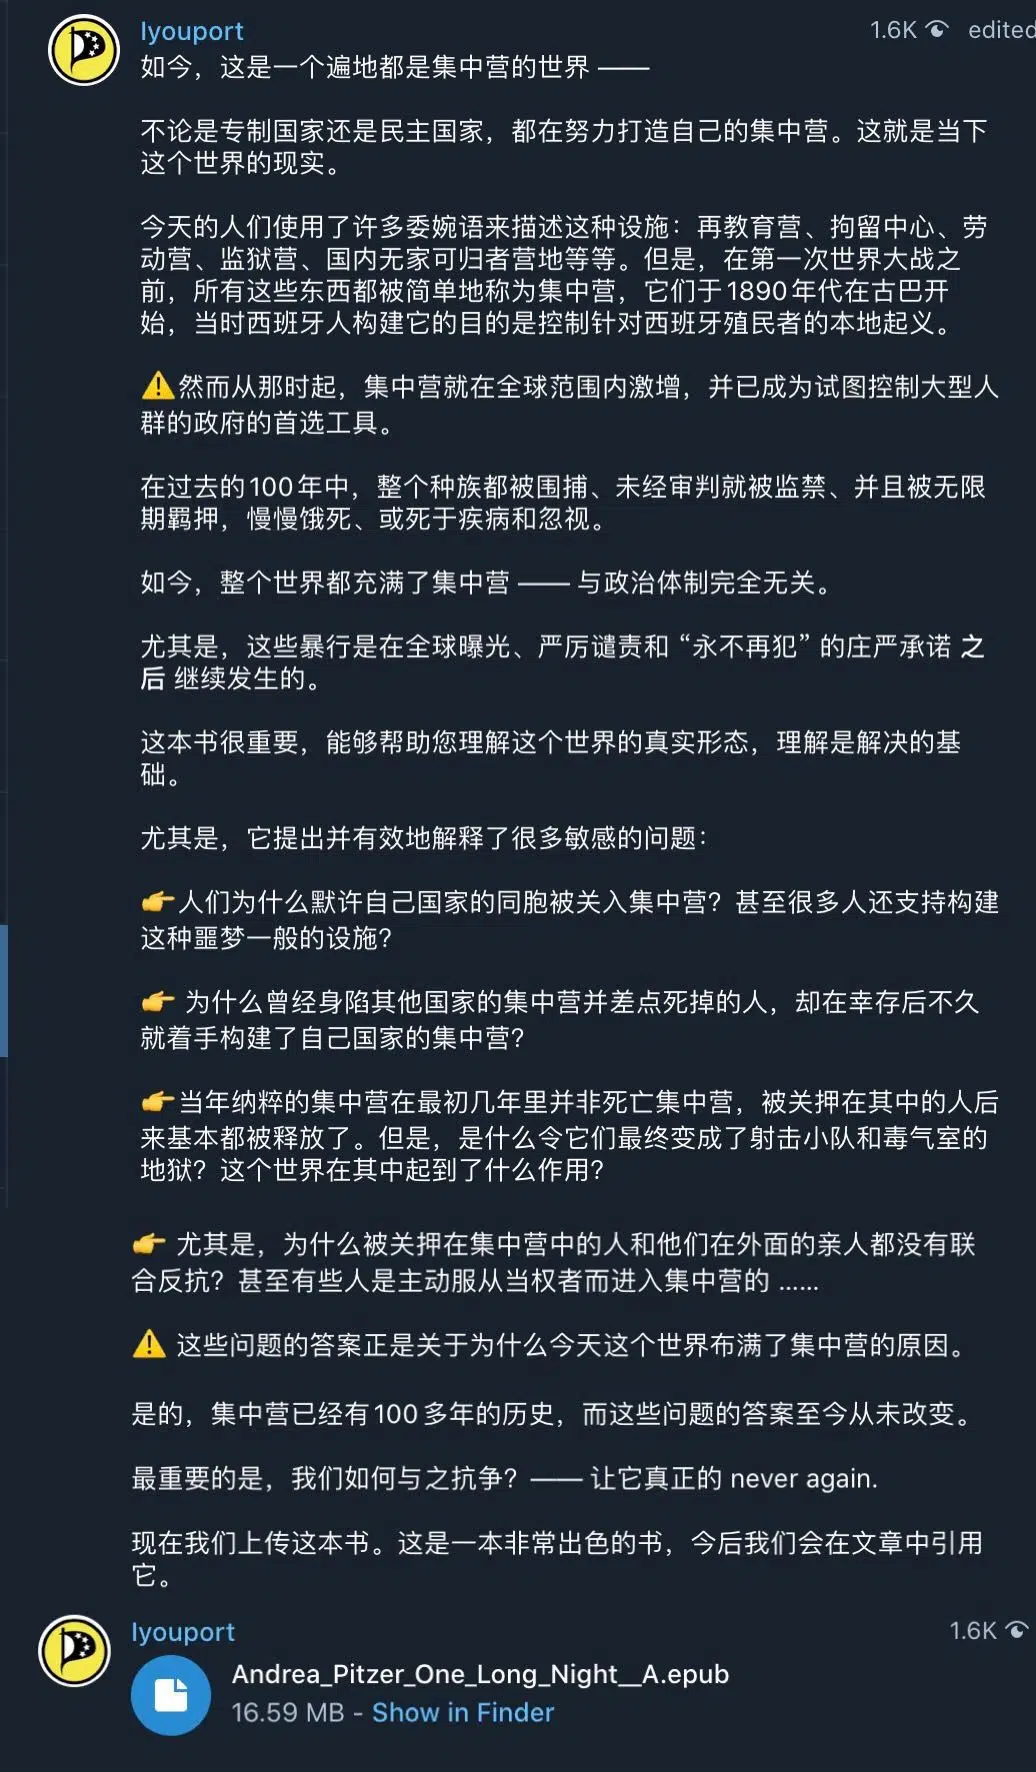 Iyouport
1.6K edited
如今，这是一个遍地都是集中营的世界 ——
不论是专制国家还是民主国家，都在努力打造自己的集中营。这就是当下
这个世界的现实。
今天的人们使用了许多委婉语来描述这种设施：再教育营、拘留中心、劳
动营、监狱营、国内无家可归者营地等等。但是，在第一次世界大战之
前，所有这些东西都被简单地称为集中营，它们于1890年代在古巴开
始，当时西班牙人构建它的目的是控制针对西班牙殖民者的本地起义。
⚠️然而从那时起，集中营就在全球范围内激增，并已成为试图控制大型人
群的政府的首选工具。
在过去的100年中，整个种族都被围捕、未经审判就被监禁、并且被无限
期羁押，慢慢饿死、或死于疾病和忽视。
如今，整个世界都充满了集中营 —— 与政治体制完全无关。
尤其是，这些暴行是在全球曝光、严厉谴责和 “永不再犯” 的庄严承诺 之
后 继续发生的。
这本书很重要，能够帮助您理解这个世界的真实形态，理解是解决的基
础。
尤其是，它提出并有效地解释了很多敏感的问题：
👉人们为什么默许自己国家的同胞被关入集中营？甚至很多人还支持构建
这种噩梦一般的设施？
👉 为什么曾经身陷其他国家的集中营并差点死掉的人，却在幸存后不久
就着手构建了自己国家的集中营？
👉当年纳粹的集中营在最初几年里并非死亡集中营，被关押在其中的人后
来基本都被释放了。但是，是什么令它们最终变成了射击小队和毒气室的
地狱？这个世界在其中起到了什么作用？
👉 尤其是，为什么被关押在集中营中的人和他们在外面的亲人都没有联
合反抗？甚至有些人是主动服从当权者而进入集中营的 ......
⚠️ 这些问题的答案正是关于为什么今天这个世界布满了集中营的原因。
是的，集中营已经有100多年的历史，而这些问题的答案至今从未改变。
最重要的是，我们如何与之抗争？—— 让它真正的 never again.
现在我们上传这本书。这是一本非常出色的书，今后我们会在文章中引用
它。
Iyouport
1.6K
Andrea_Pitzer_One_Long_Night__A.epub
16.59 MB - Show in Finder